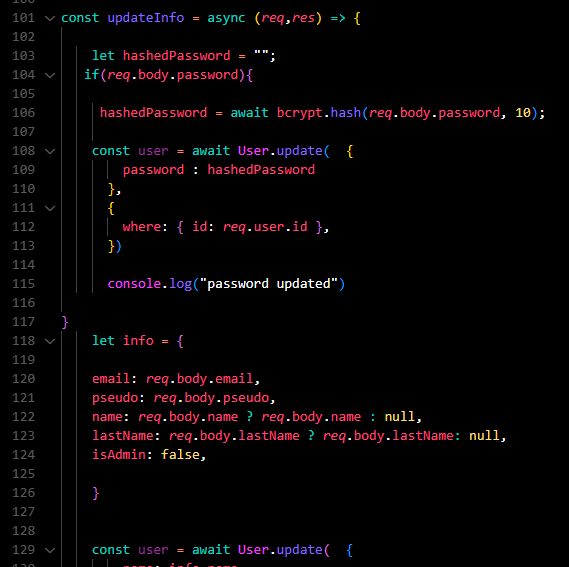 101 const updateInfo = async (req,res) => {
102
103 let hashedPassword = "";
104 if(req.body.password){
105
106 hashedPassword = await bcrypt.hash(req.body.password, 10);
107
108 const user = await User.update(  {
109 password : hashedPassword
110 },
111 {
112 where: { id: req.user.id },
113 })
114
115 console.log("password updated")
116
117 }
118 let info = {
119
120 email: req.body.email,
121 pseudo: req.body.pseudo,
122 name: req.body.name ? req.body.name : null,
123 lastName: req.body.lastName ? req.body.lastName: null,
124 isAdmin: false,
125
126 }
127
128
129 const user = await User.update(  {